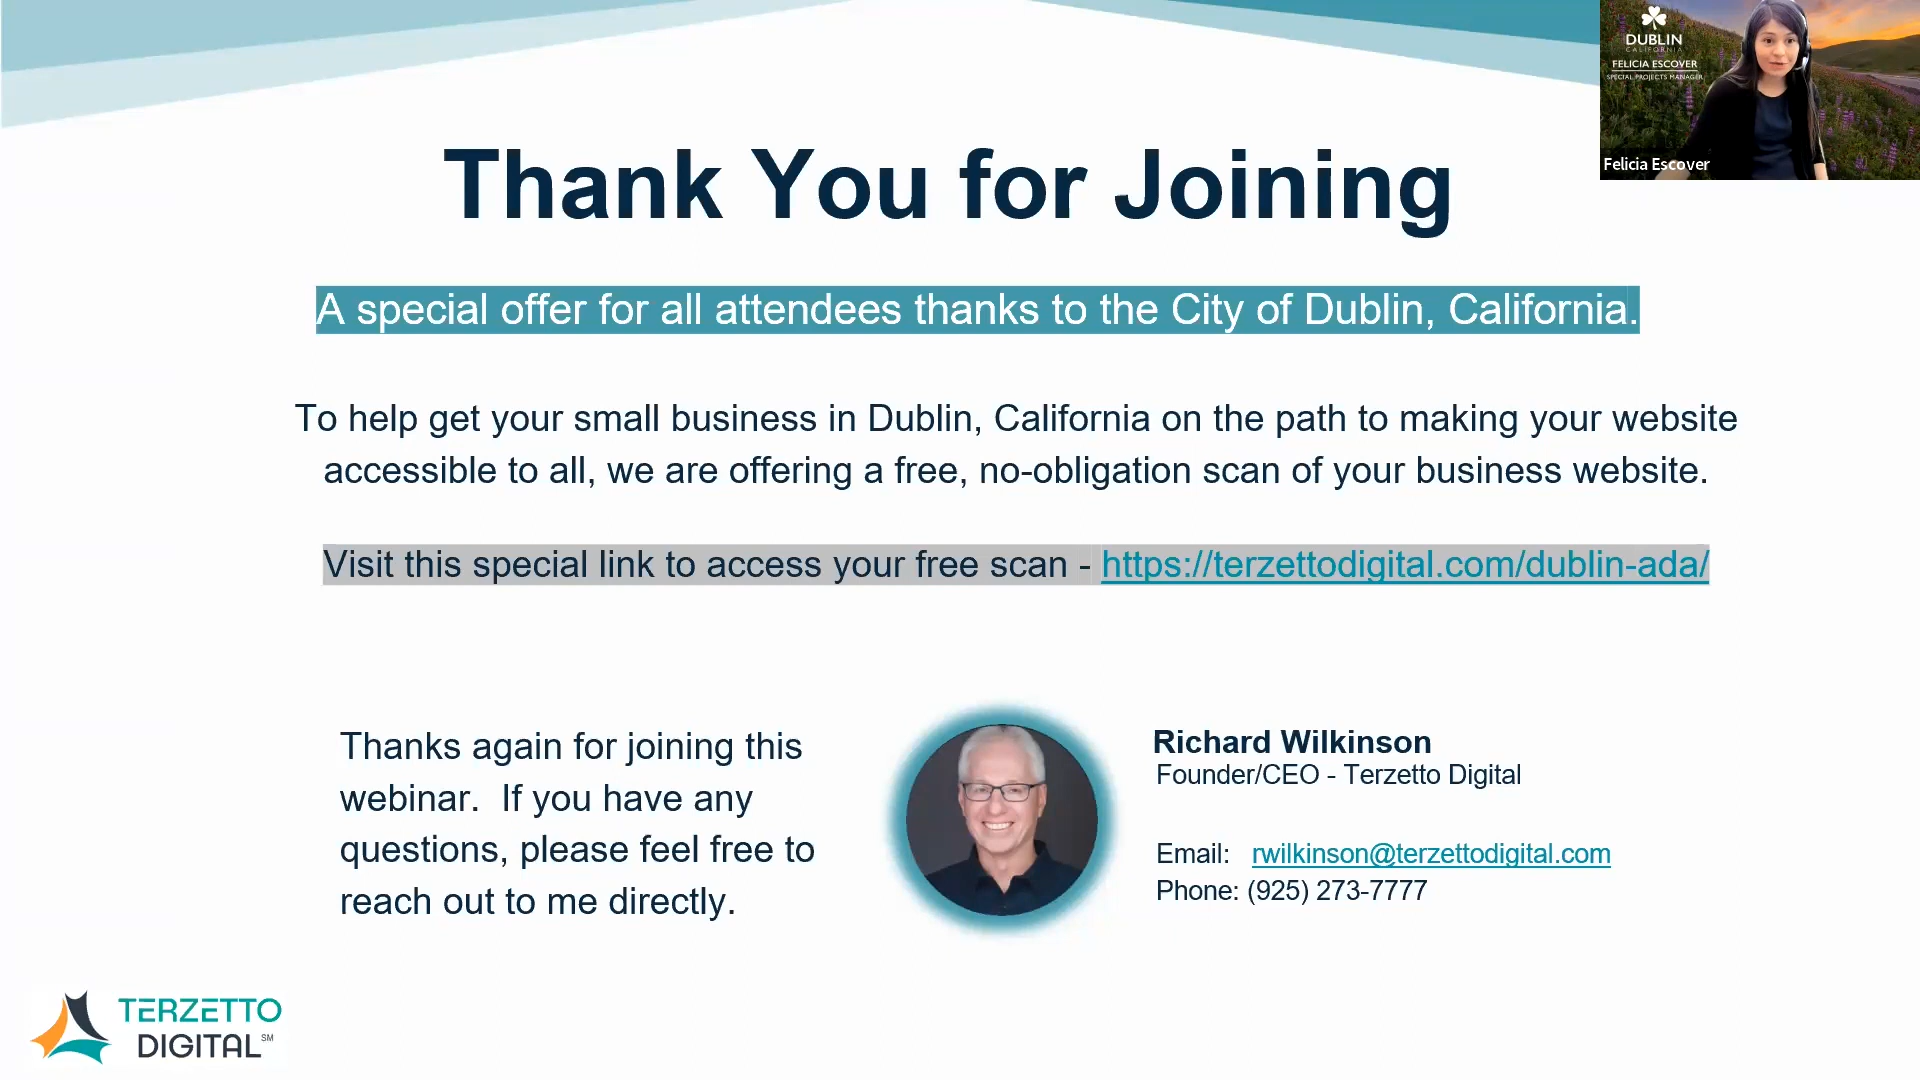 DUBLIN
CALIFORNIA
FELICIA ESCOVER
SPECIAL PROJECTS MANAGER
Felicia Escover
Thank You for Joining
A special offer for all attendees thanks to the City of Dublin, California.
To help get your small business in Dublin, California on the path to making your website
accessible to all, we are offering a free, no-obligation scan of your business website.
Visit this special link to access your free scan - https://terzettodigital.com/dublin-ada/
Thanks again for joining this
webinar.  If you have any
questions, please feel free to
reach out to me directly.
Richard Wilkinson
Founder/CEO - Terzetto Digital
Email: rwilkinson@terzettodigital.com
Phone: (925) 273-7777
TERZETTO
DIGITAL℠